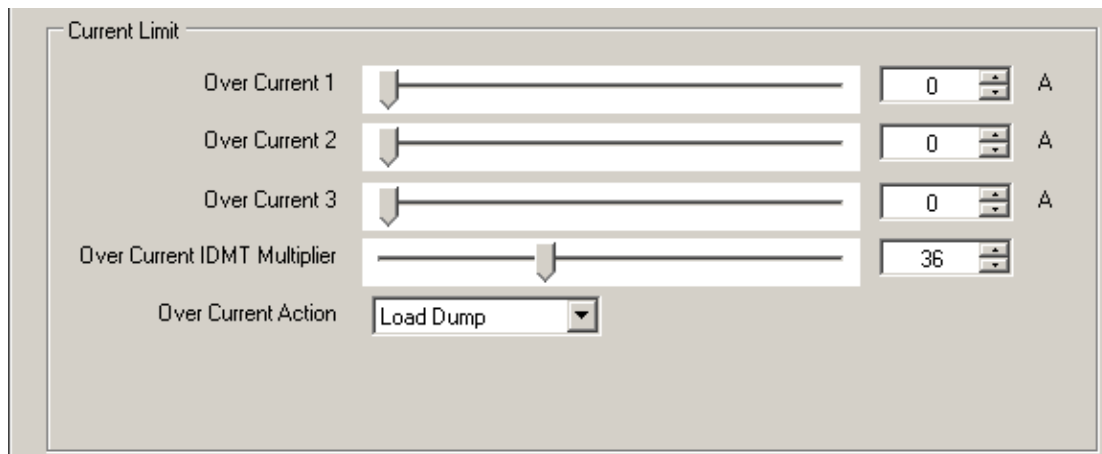 Current Limit
Over Current 1 0 A
Over Current 2 0 A
Over Current 3 0 A
Over Current IDMT Multiplier 36
Over Current Action Load Dump